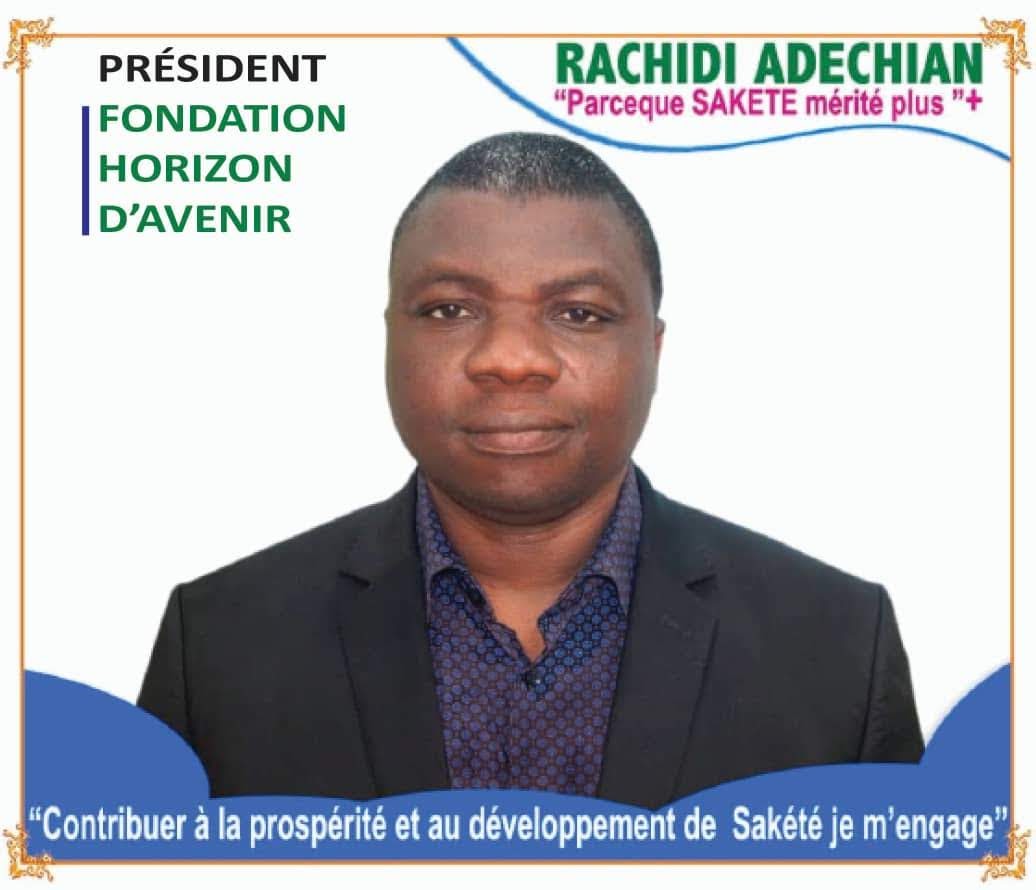 PRÉSIDENT
FONDATION
HORIZON
D'AVENIR
RACHIDI ADECHIAN
“Parceque SAKETE mérité plus ”+
“Contribuer à la prospérité et au développement de Sakété je m'engage”